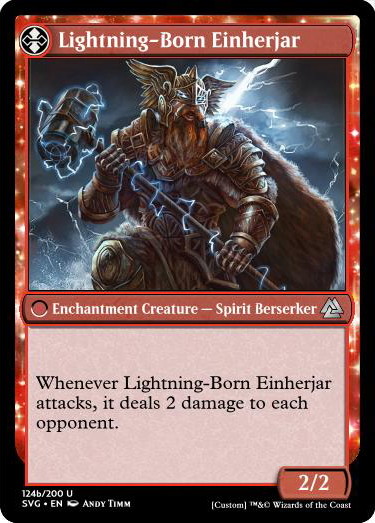 Lightning-Born Einherjar
Enchantment Creature — Spirit Berserker
Whenever Lightning-Born Einherjar
attacks, it deals 2 damage to each
opponent.
2/2
124b/200 U
SVG • EN Andy Timm
[Custom] ™&© Wizards of the Coast